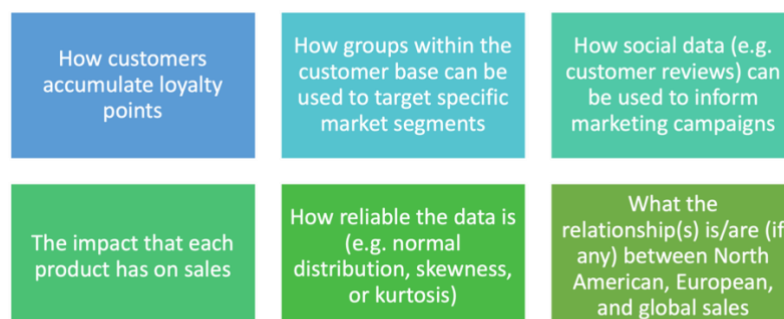 How customers
accumulate loyalty
points
How groups within the
customer base can be
used to target specific
market segments
How social data (e.g.
customer reviews) can
be used to inform
marketing campaigns
The impact that each
product has on sales
How reliable the data is
(e.g. normal
distribution, skewness,
or kurtosis)
What the
relationship(s) is/are (if
any) between North
American, European,
and global sales